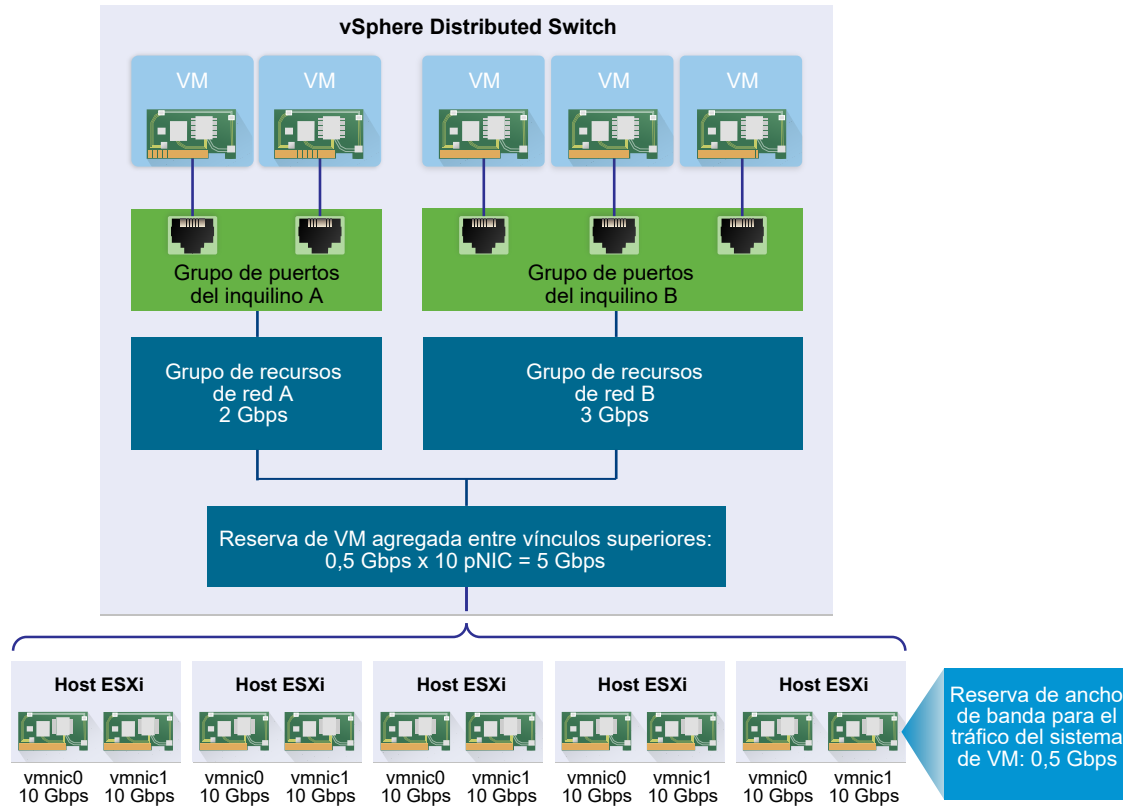 vSphere Distributed Switch
VM
VM
VM
VM
VM
Grupo de puertos
del inquilino A
Grupo de puertos
del inquilino B
Grupo de recursos
de red A
2 Gbps
Grupo de recursos
de red B
3 Gbps
Reserva de VM agregada entre vínculos superiores:
0,5 Gbps x 10 pNIC = 5 Gbps
Host ESXi
Host ESXi
Host ESXi
Host ESXi
Host ESXi
vmnic0
10 Gbps
vmnic1
10 Gbps
vmnic0
10 Gbps
vmnic1
10 Gbps
vmnic0
10 Gbps
vmnic1
10 Gbps
vmnic0
10 Gbps
vmnic1
10 Gbps
vmnic0
10 Gbps
vmnic1
10 Gbps
Reserva de ancho
de banda para el
tráfico del sistema
de VM: 0,5 Gbps